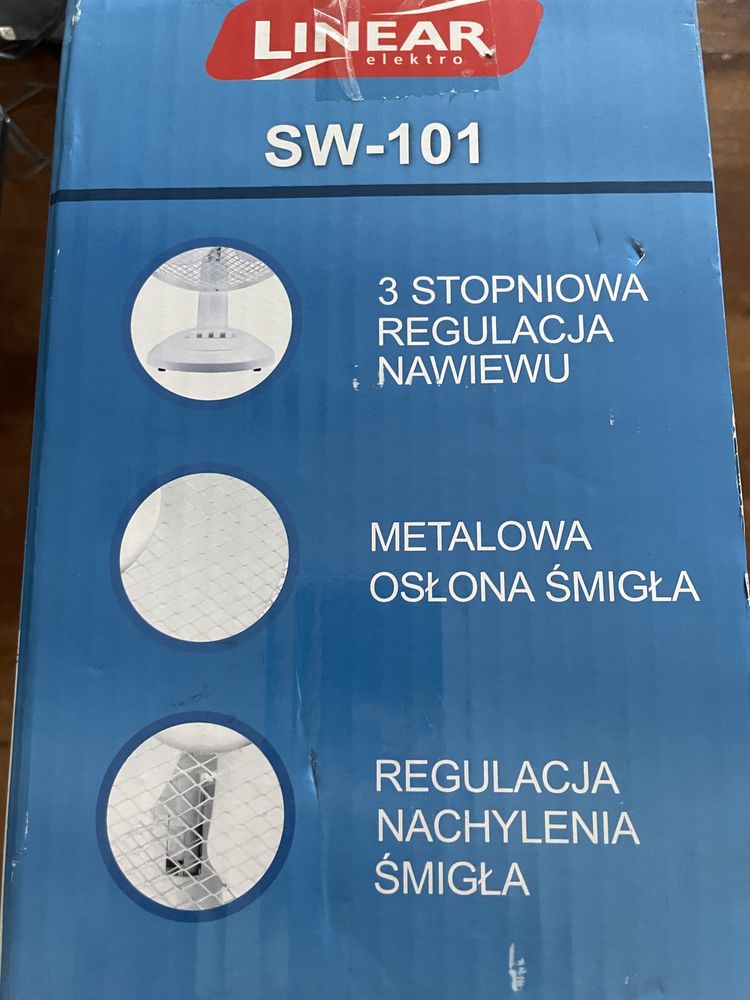 LINEAR
elektro
SW-101
3 STOPNIOWA
REGULACJA
NAWIEWU
METALOWA
OSŁONA ŚMIGŁA
REGULACJA
NACHYLENIA
ŚMIGŁA